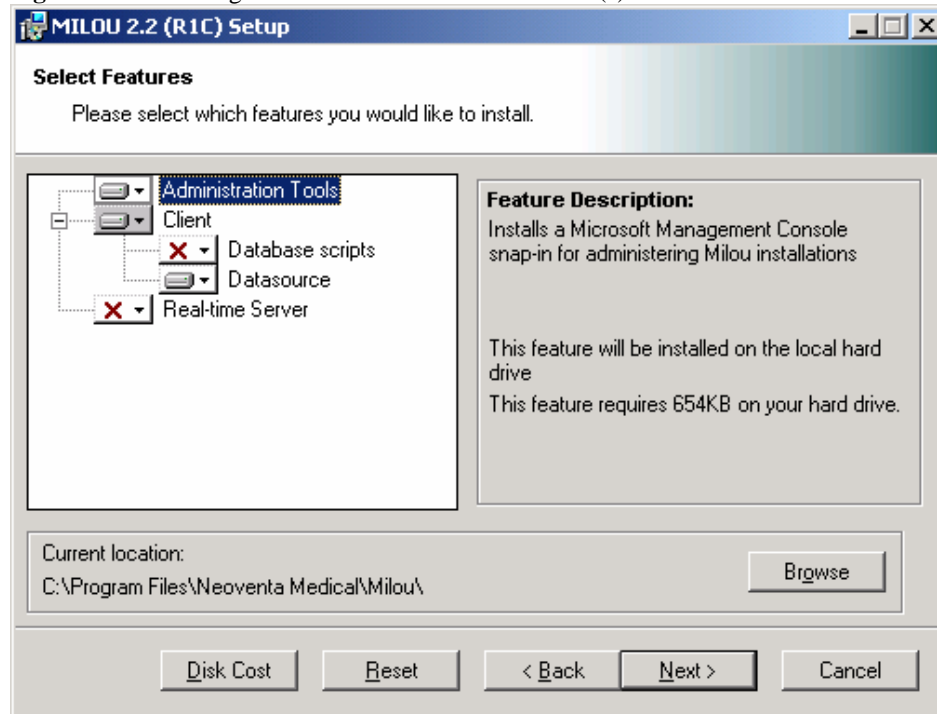 MILOU 2.2 (R1C) Setup
Select Features
Please select which features you would like to install.
Administration Tools
Client
Database scripts
Datasource
Real-time Server
Feature Description:
Installs a Microsoft Management Console
snap-in for administering Milou installations
This feature will be installed on the local hard
drive
This feature requires 654KB on your hard drive.
Current location:
C:\Program Files\Neoventa Medical\Milou\
Browse
Disk Cost
Reset
< Back
Next >
Cancel